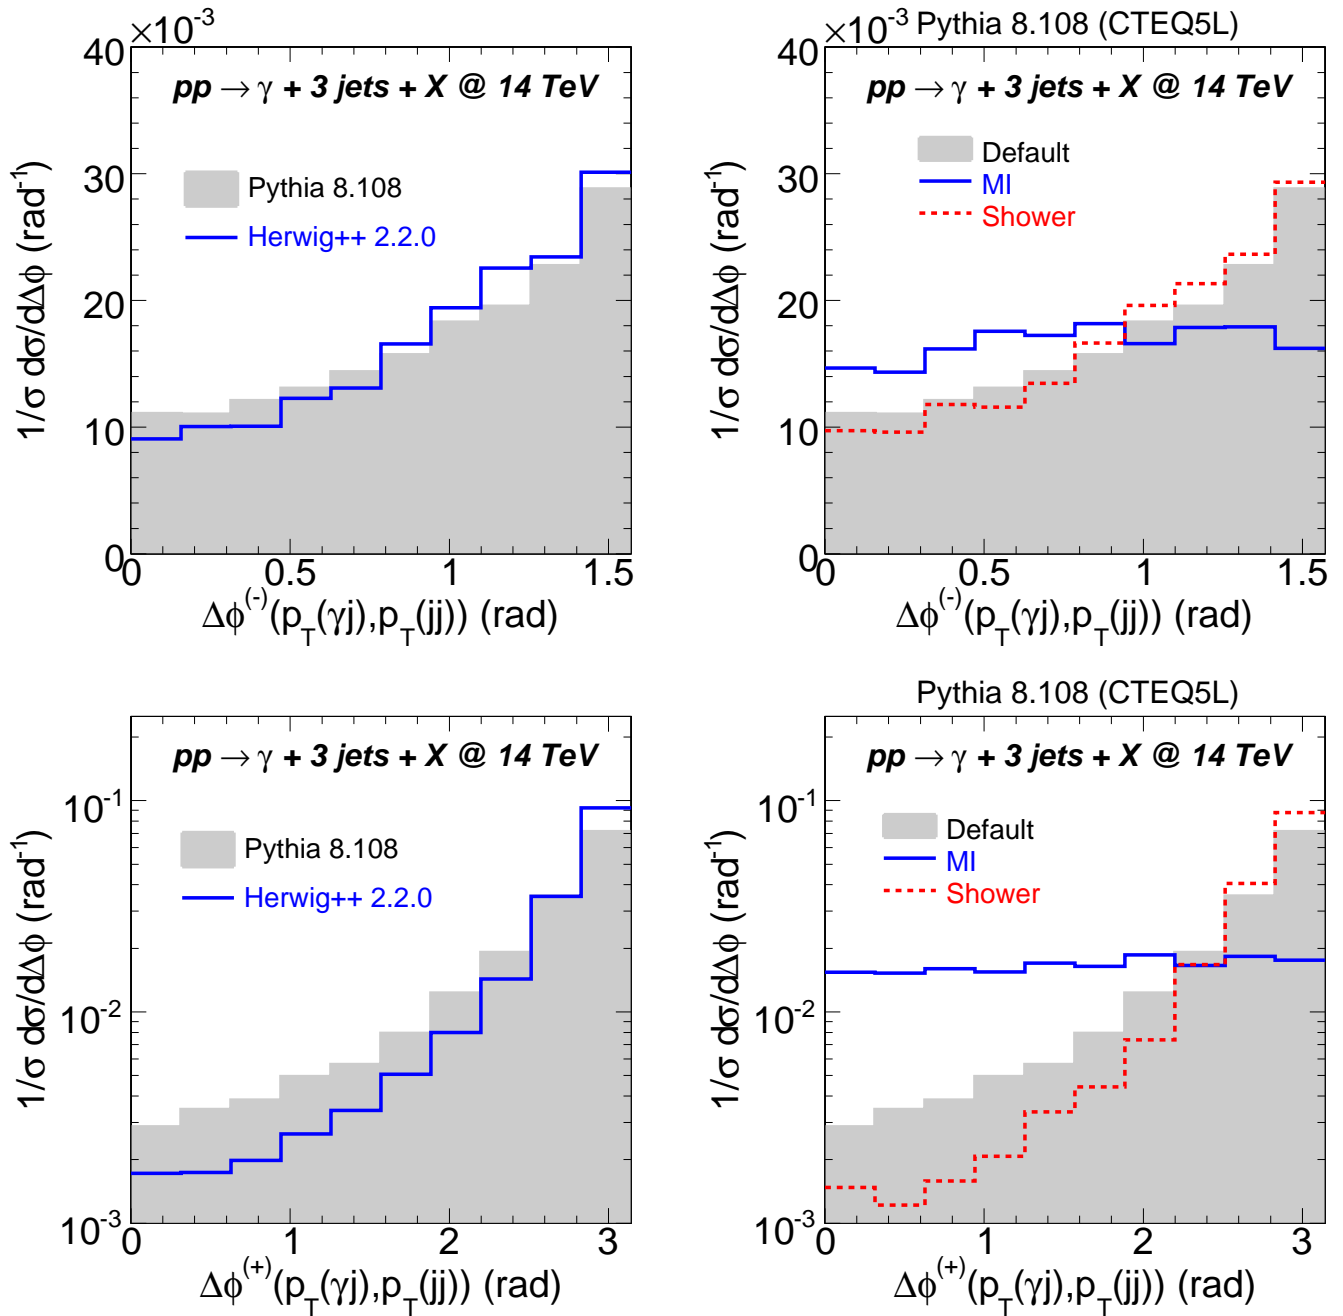 ×10⁻³
pp → γ + 3 jets + X @ 14 TeV
Pythia 8.108
Herwig++ 2.2.0
1/σ dσ/dΔϕ (rad⁻¹)
40
30
20
10
0
0 0.5 1 1.5
Δϕ⁽⁻⁾(p_T(γj),p_T(jj)) (rad)
×10⁻³ Pythia 8.108 (CTEQ5L)
pp → γ + 3 jets + X @ 14 TeV
Default
MI
Shower
1/σ dσ/dΔϕ (rad⁻¹)
40
30
20
10
0
0 0.5 1 1.5
Δϕ⁽⁻⁾(p_T(γj),p_T(jj)) (rad)
pp → γ + 3 jets + X @ 14 TeV
Pythia 8.108
Herwig++ 2.2.0
1/σ dσ/dΔϕ (rad⁻¹)
10⁻¹
10⁻²
10⁻³
0 1 2 3
Δϕ⁽⁺⁾(p_T(γj),p_T(jj)) (rad)
Pythia 8.108 (CTEQ5L)
pp → γ + 3 jets + X @ 14 TeV
Default
MI
Shower
1/σ dσ/dΔϕ (rad⁻¹)
10⁻¹
10⁻²
10⁻³
0 1 2 3
Δϕ⁽⁺⁾(p_T(γj),p_T(jj)) (rad)